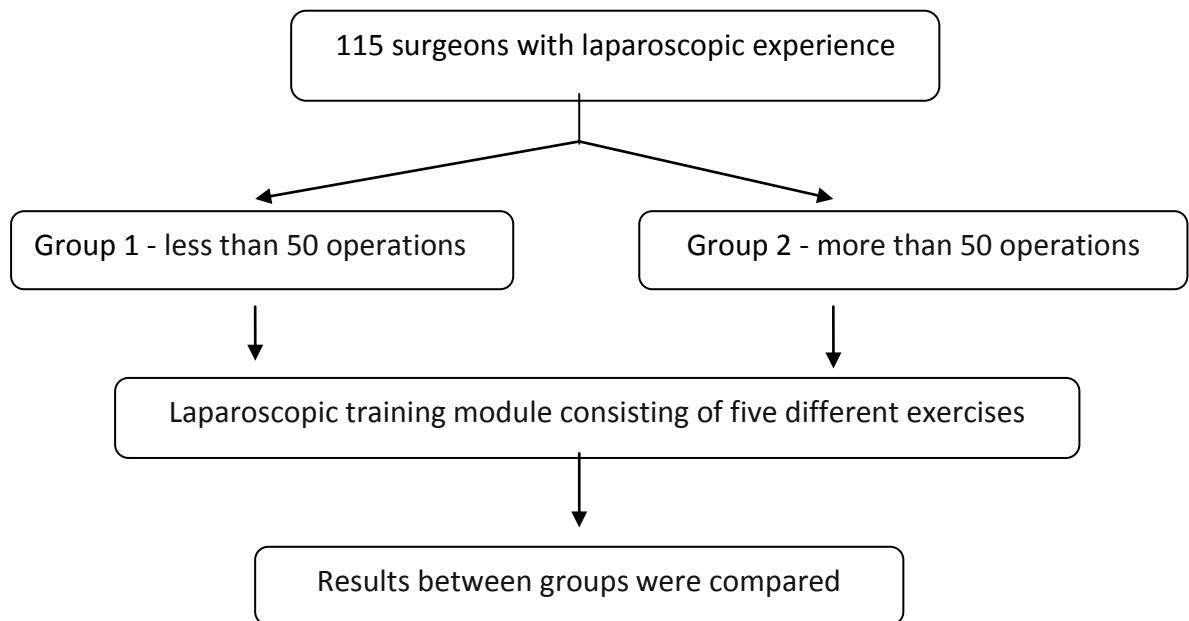 115 surgeons with laparoscopic experience
Group 1 - less than 50 operations
Group 2 - more than 50 operations
Laparoscopic training module consisting of five different exercises
Results between groups were compared